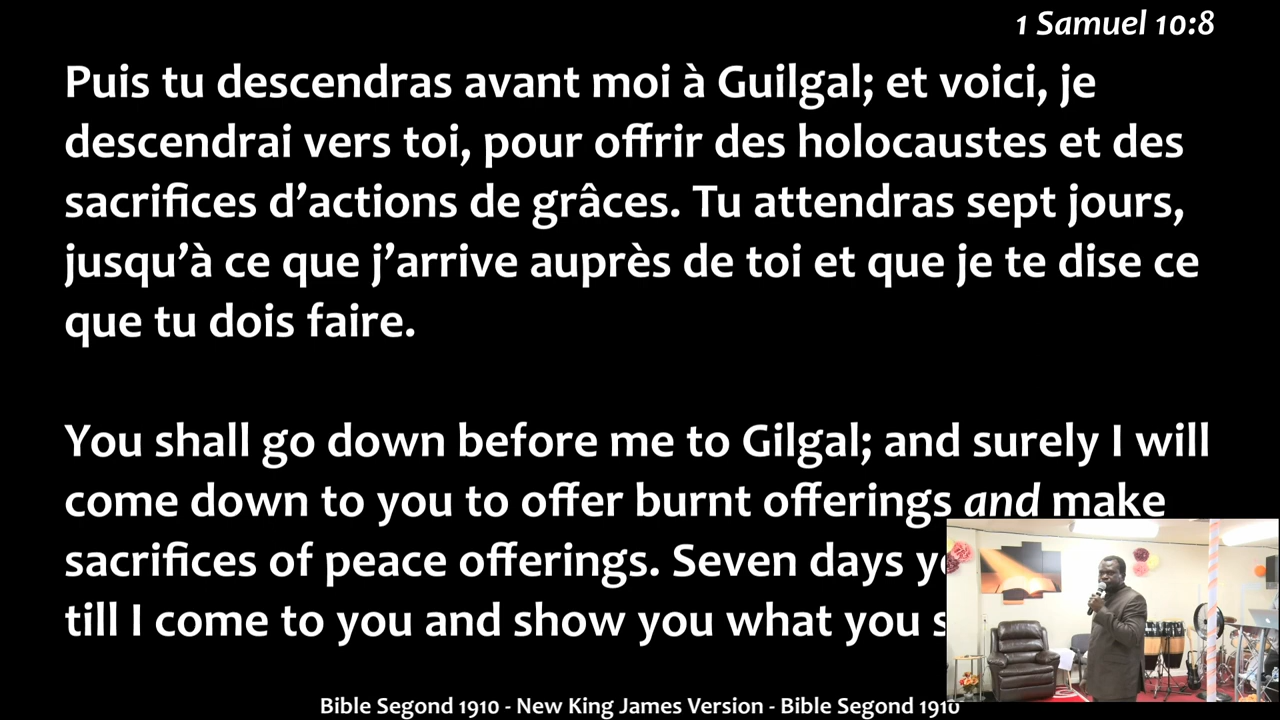 1 Samuel 10:8
Puis tu descendras avant moi à Guilgal; et voici, je
descendrai vers toi, pour offrir des holocaustes et des
sacrifices d’actions de grâces. Tu attendras sept jours,
jusqu’à ce que j’arrive auprès de toi et que je te dise ce
que tu dois faire.
You shall go down before me to Gilgal; and surely I will
come down to you to offer burnt offerings and make
sacrifices of peace offerings. Seven days
till I come to you and show you what you
Bible Segond 1910 - New King James Version - Bible Segond 1910